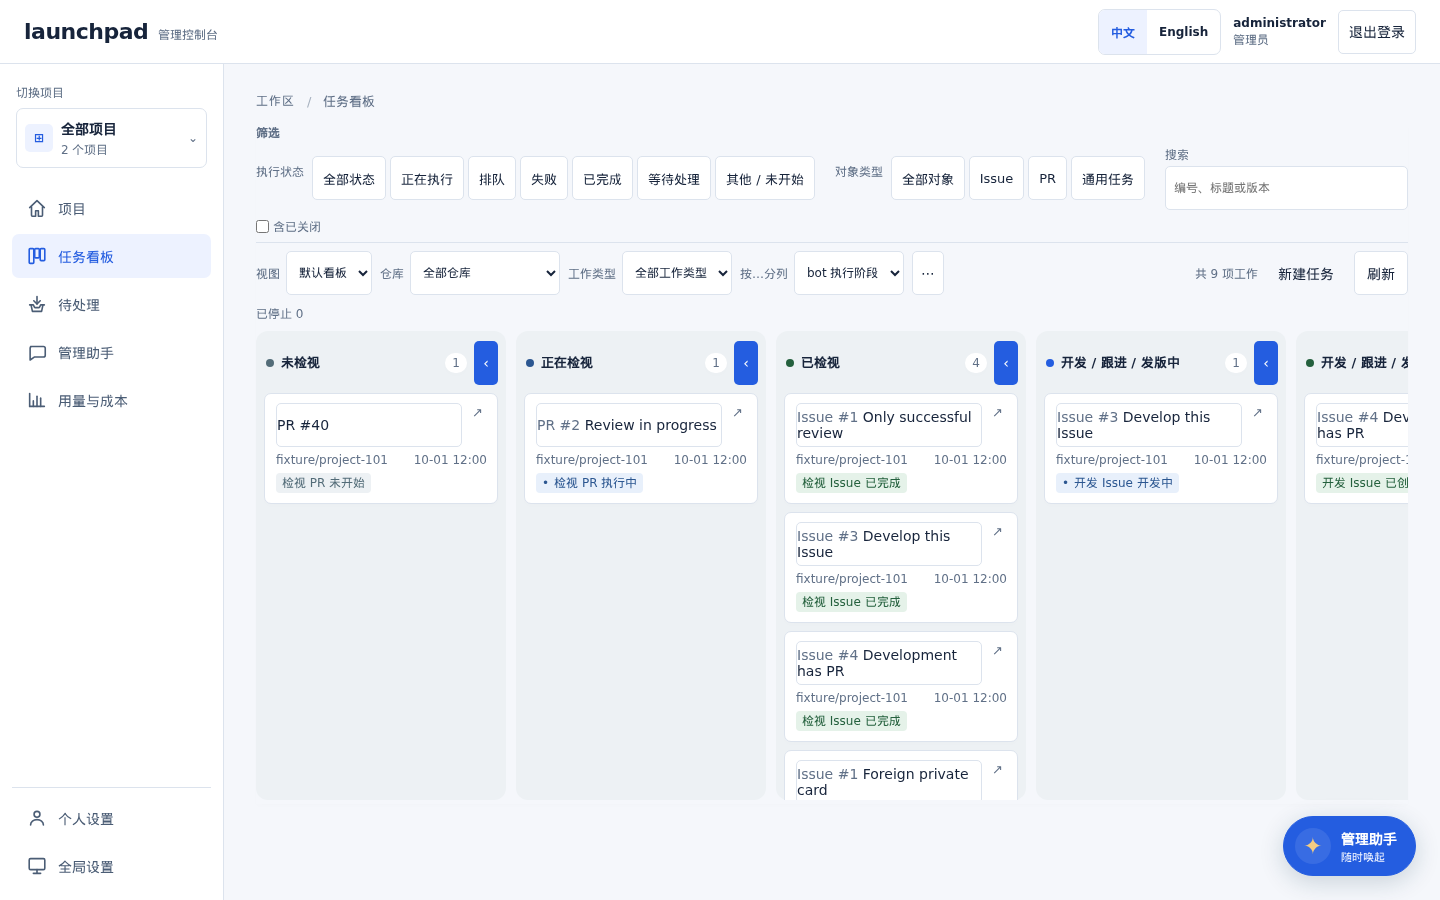 launchpad 管理控制台
中文 English
administrator
管理员
退出登录
切换项目
全部项目
2 个项目
项目
任务看板
待处理
管理助手
用量与成本
个人设置
全局设置
工作区 / 任务看板
筛选
执行状态 全部状态 正在执行 排队 失败 已完成 等待处理 其他 / 未开始
对象类型 全部对象 Issue PR 通用任务
搜索
编号、标题或版本
含已关闭
视图 默认看板 仓库 全部仓库 工作类型 全部工作类型 按…分列 bot 执行阶段 ⋯
共 9 项工作 新建任务 刷新
已停止 0
未检视 1 ‹
PR #40 ↗
fixture/project-101 10-01 12:00
检视 PR 未开始
正在检视 1 ‹
PR #2 Review in progress ↗
fixture/project-101 10-01 12:00
• 检视 PR 执行中
已检视 4 ‹
Issue #1 Only successful
review ↗
fixture/project-101 10-01 12:00
检视 Issue 已完成
Issue #3 Develop this
Issue ↗
fixture/project-101 10-01 12:00
检视 Issue 已完成
Issue #4 Development
has PR ↗
fixture/project-101 10-01 12:00
检视 Issue 已完成
Issue #1 Foreign private
card ↗
开发 / 跟进 / 发版中 1 ‹
Issue #3 Develop this
Issue ↗
fixture/project-101 10-01 12:00
• 开发 Issue 开发中
开发 / 跟进 /
Issue #4
has PR
开发 Issue 已创
管理助手
随时唤起